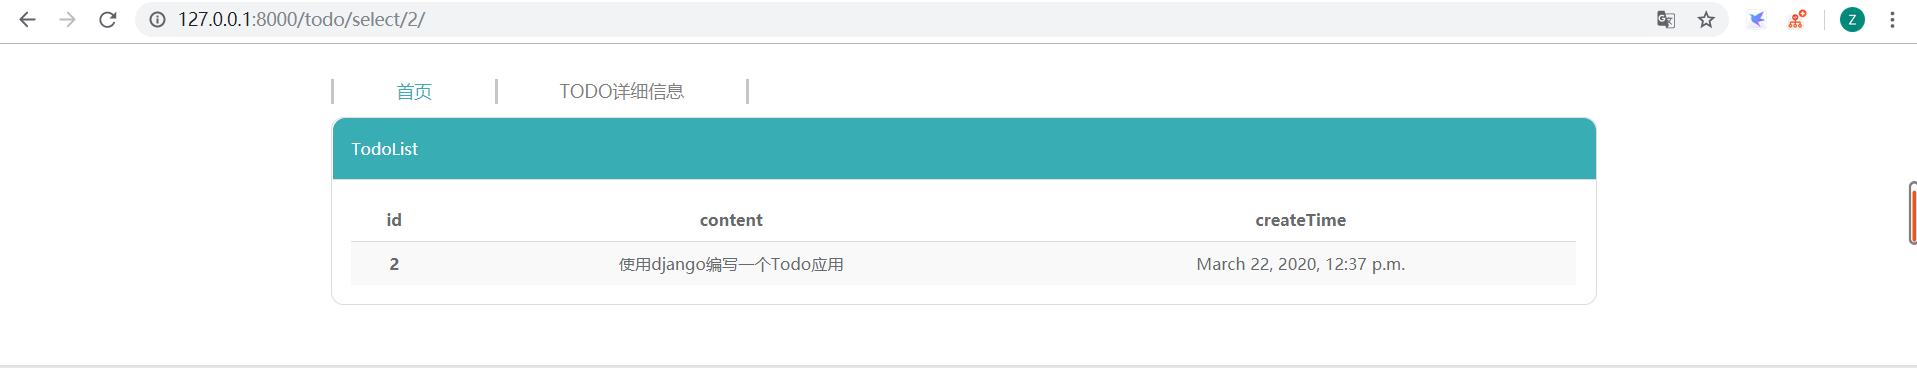 127.0.0.1:8000/todo/select/2/
Z
首页 TODO详细信息
TodoList
id content createTime
2 使用django编写一个Todo应用 March 22, 2020, 12:37 p.m.